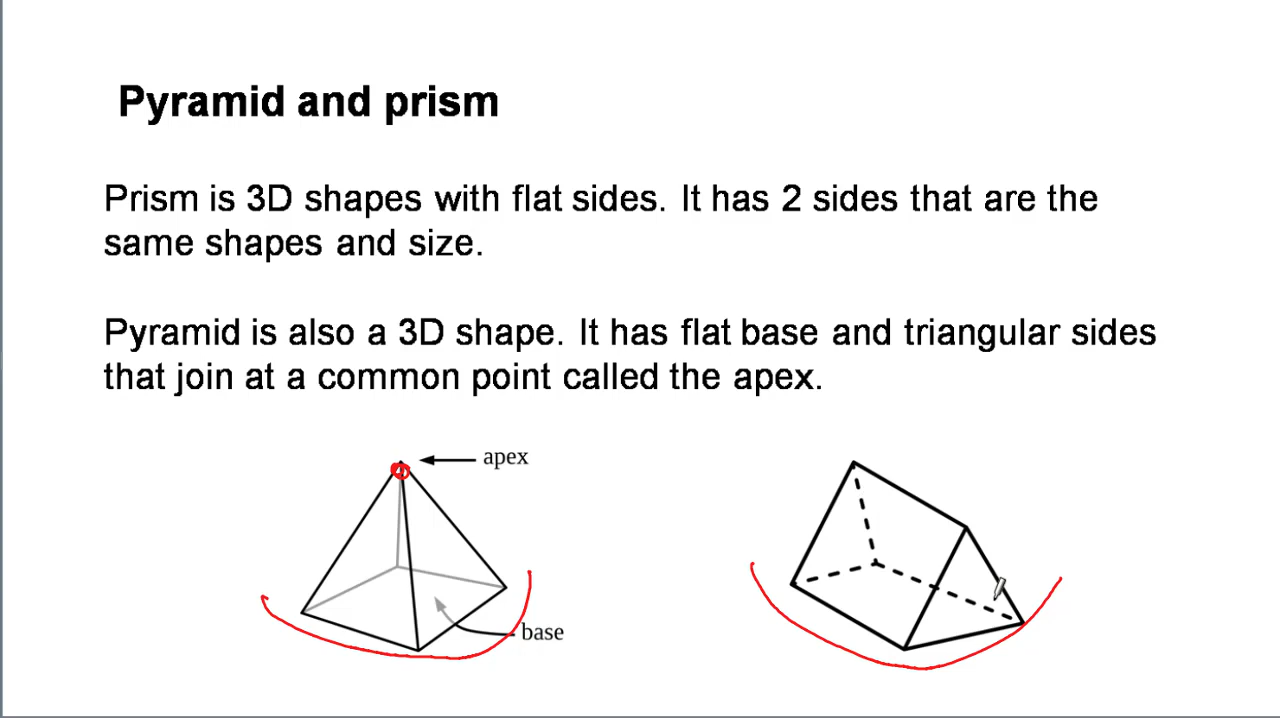 Pyramid and prism
Prism is 3D shapes with flat sides. It has 2 sides that are the
same shapes and size.
Pyramid is also a 3D shape. It has flat base and triangular sides
that join at a common point called the apex.
apex
base